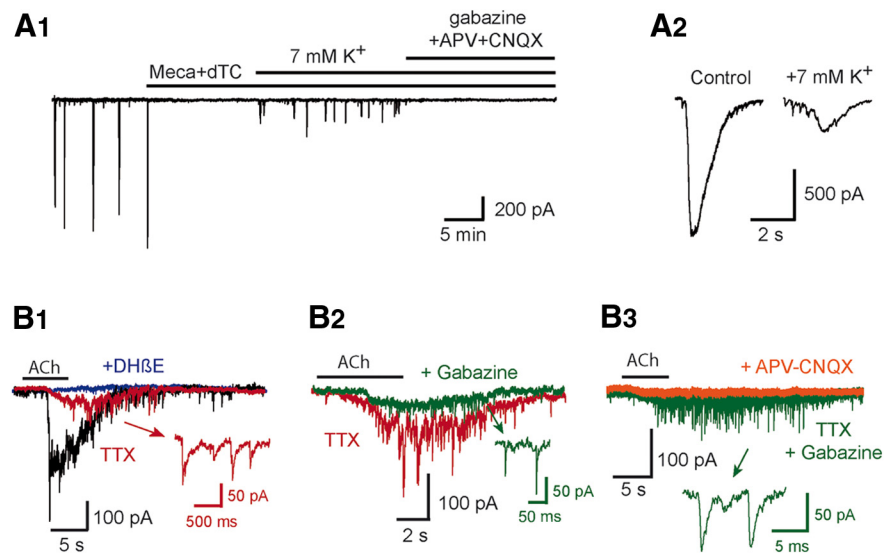 A1
gabazine
+APV+CNQX
7 mM K+
Meca+dTC
200 pA
5 min
A2
Control
+7 mM K+
500 pA
2 s
B1
ACh
+DHßE
TTX
50 pA
500 ms
100 pA
5 s
B2
ACh
+ Gabazine
TTX
50 pA
50 ms
100 pA
2 s
B3
ACh
+ APV-CNQX
TTX
+ Gabazine
100 pA
5 s
50 pA
5 ms